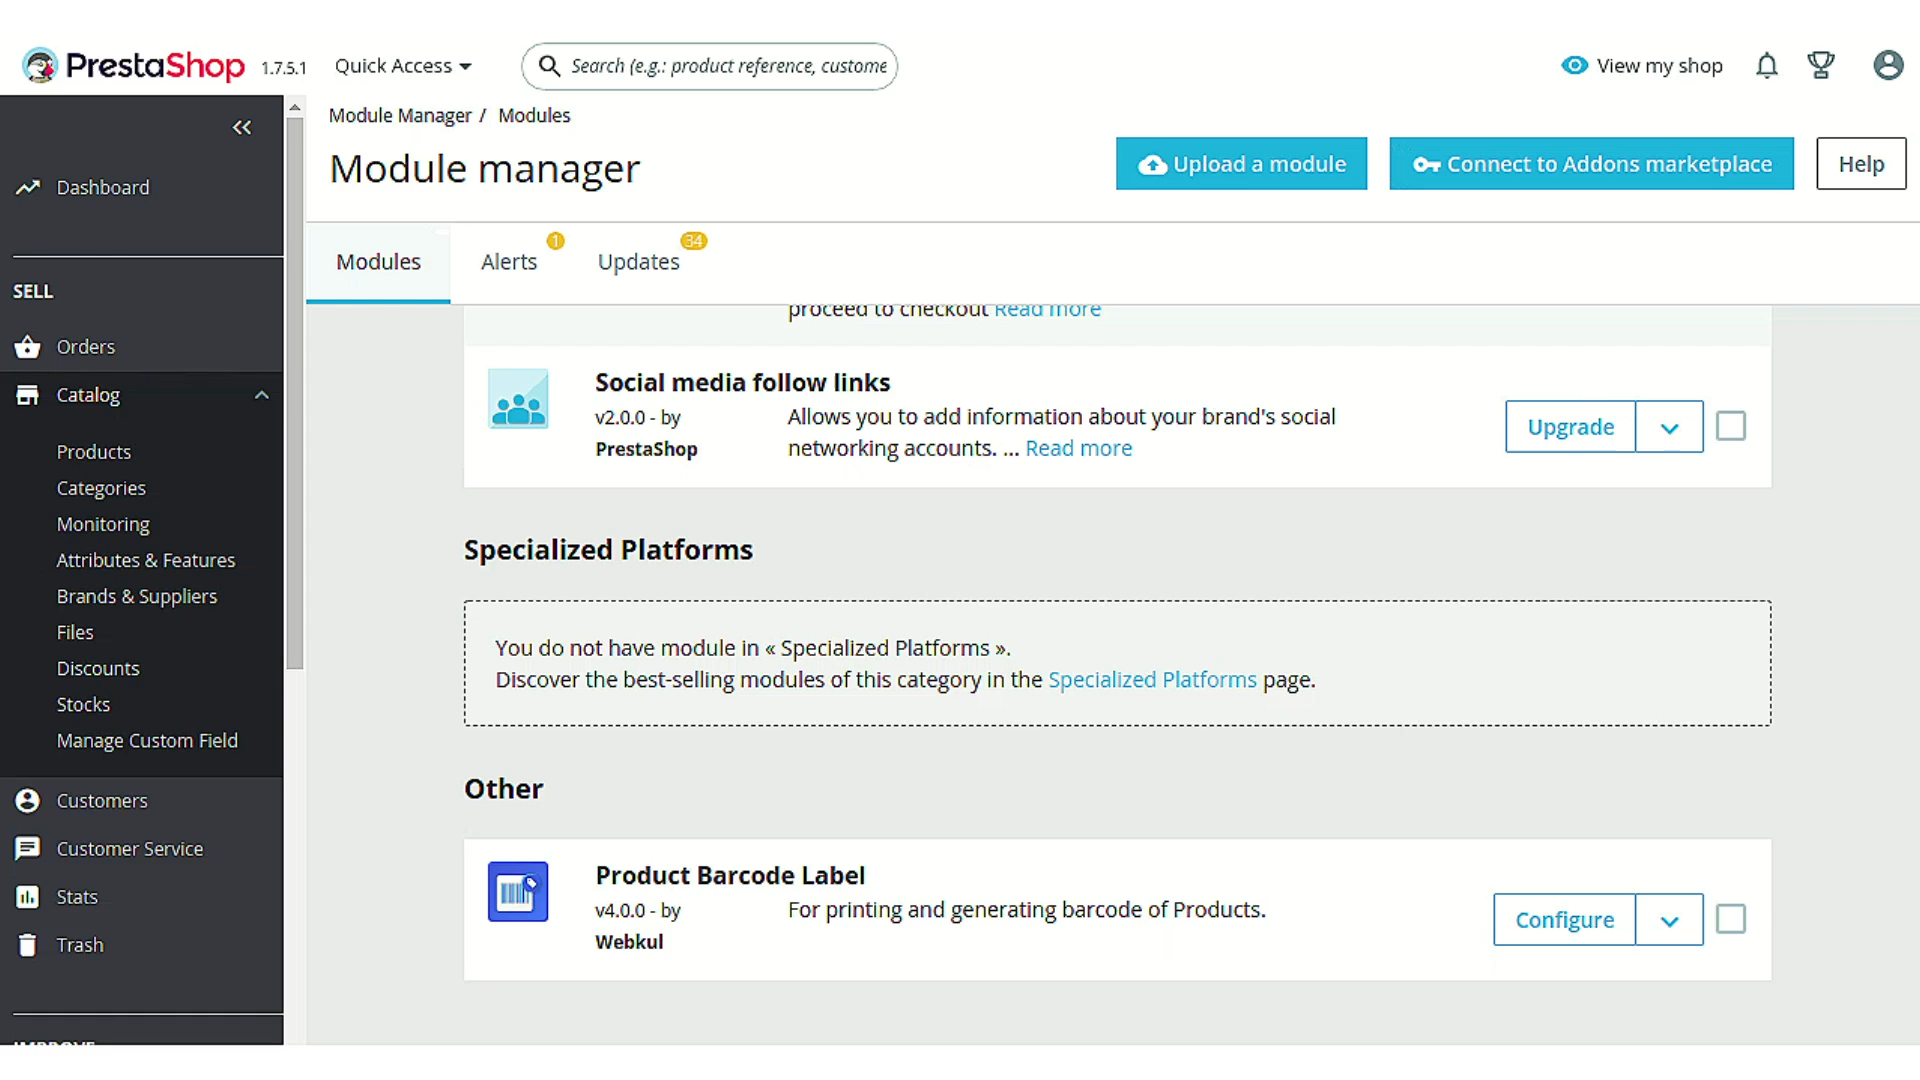 PrestaShop 1.7.5.1 Quick Access Search (e.g.: product reference, custome View my shop
Module Manager / Modules
Module manager
Upload a module Connect to Addons marketplace Help
Dashboard
Modules Alerts 1 Updates 34
SELL
Orders
Catalog
Products
Categories
Monitoring
Attributes & Features
Brands & Suppliers
Files
Discounts
Stocks
Manage Custom Field
Customers
Customer Service
Stats
Trash
IMPROVE
proceed to checkout Read more
Social media follow links
v2.0.0 - by
PrestaShop
Allows you to add information about your brand's social
networking accounts. ... Read more
Upgrade
Specialized Platforms
You do not have module in « Specialized Platforms ».
Discover the best-selling modules of this category in the Specialized Platforms page.
Other
Product Barcode Label
v4.0.0 - by
Webkul
For printing and generating barcode of Products.
Configure